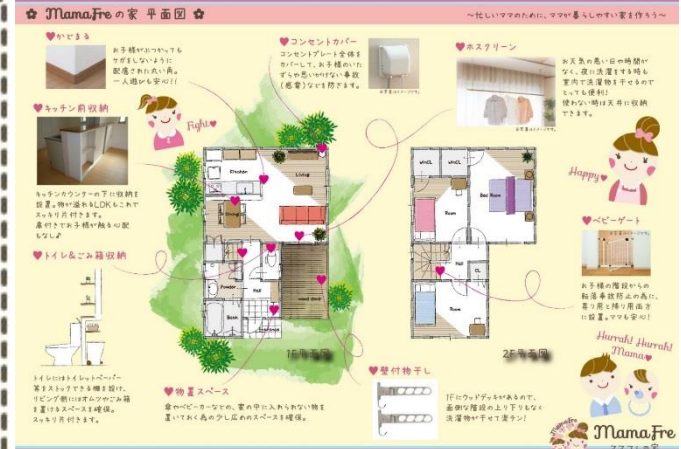 MamaFreの家 平面図
～忙しいママのために、ママが暮らしやすい家を作ろう～
かどまる
お子様がぶつかっても
ケガをしないように
配慮された丸い角。
一人遊びも安心!!
コンセントカバー
コンセントプレート全体を
カバーして、お子様のいた
ずらや思いがけない事故
(感電)などを防ぎます。
ホスクリーン
お天気の悪い日や時間が
なく、夜に洗濯をする時も
室内で洗濯物を干せるので
とっても便利!
使わない時は天井に収納
できます。
キッチン前収納
Fight
キッチンカウンターの下に収納を
設置。物が溢れるLDKもこれで
スッキリ片付きます。
扉付きでお子様が触る心配
もなし♪
Happy
ベビーゲート
お子様の階段からの
転落事故防止の為に、
昇り用と降り用両方
に設置。ママも安心!
トイレ&ごみ箱収納
トイレにはトイレットペーパー
等をストックできる棚を設け、
リビング側にはオムツやごみ箱
を置けるスペースを確保。
スッキリ片付きます。
Kitchen
Living
Dining
Powder
Hall
Bath
Entrance
wood deck
1F平面図
W-CL
W-CL
Bed Room
Room
Hall
CL
Room
2F平面図
物置スペース
傘やベビーカーなどの、家の中に入れられない物を
置いておく為の少し広めのスペースを確保。
壁付物干し
1Fにウッドデッキがあるので、
面倒な階段の上り下りもなく
洗濯物が干せて楽チン!
Hurrah! Hurrah!
Mama
MamaFre
ママフレの家